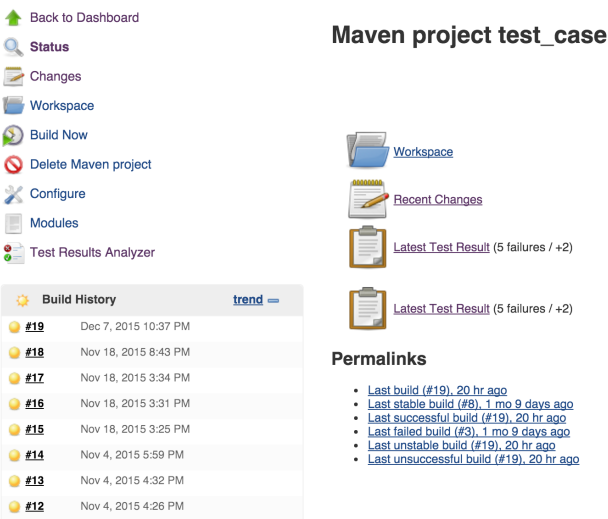 Back to Dashboard
Status
Changes
Workspace
Build Now
Delete Maven project
Configure
Modules
Test Results Analyzer
Build History trend
#19 Dec 7, 2015 10:37 PM
#18 Nov 18, 2015 8:43 PM
#17 Nov 18, 2015 3:34 PM
#16 Nov 18, 2015 3:31 PM
#15 Nov 18, 2015 3:25 PM
#14 Nov 4, 2015 5:59 PM
#13 Nov 4, 2015 4:32 PM
#12 Nov 4, 2015 4:26 PM
Maven project test_case
Workspace
Recent Changes
Latest Test Result (5 failures / +2)
Latest Test Result (5 failures / +2)
Permalinks
Last build (#19), 20 hr ago
Last stable build (#8), 1 mo 9 days ago
Last successful build (#19), 20 hr ago
Last failed build (#3), 1 mo 9 days ago
Last unstable build (#19), 20 hr ago
Last unsuccessful build (#19), 20 hr ago